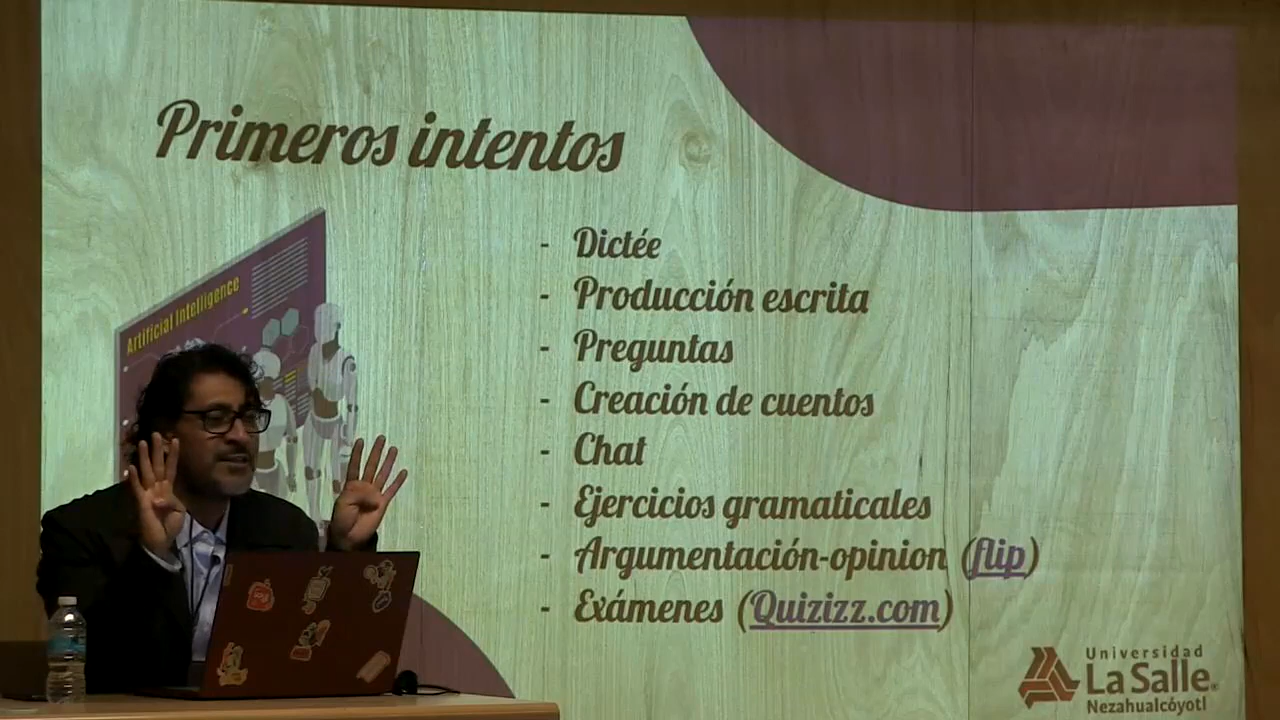 Primeros intentos
Artificial Intelligence
- Dictée
- Producción escrita
- Preguntas
- Creación de cuentos
- Chat
- Ejercicios gramaticales
- Argumentación-opinion (flip)
- Exámenes (Quizizz.com)
Universidad
La Salle®
Nezahualcóyotl